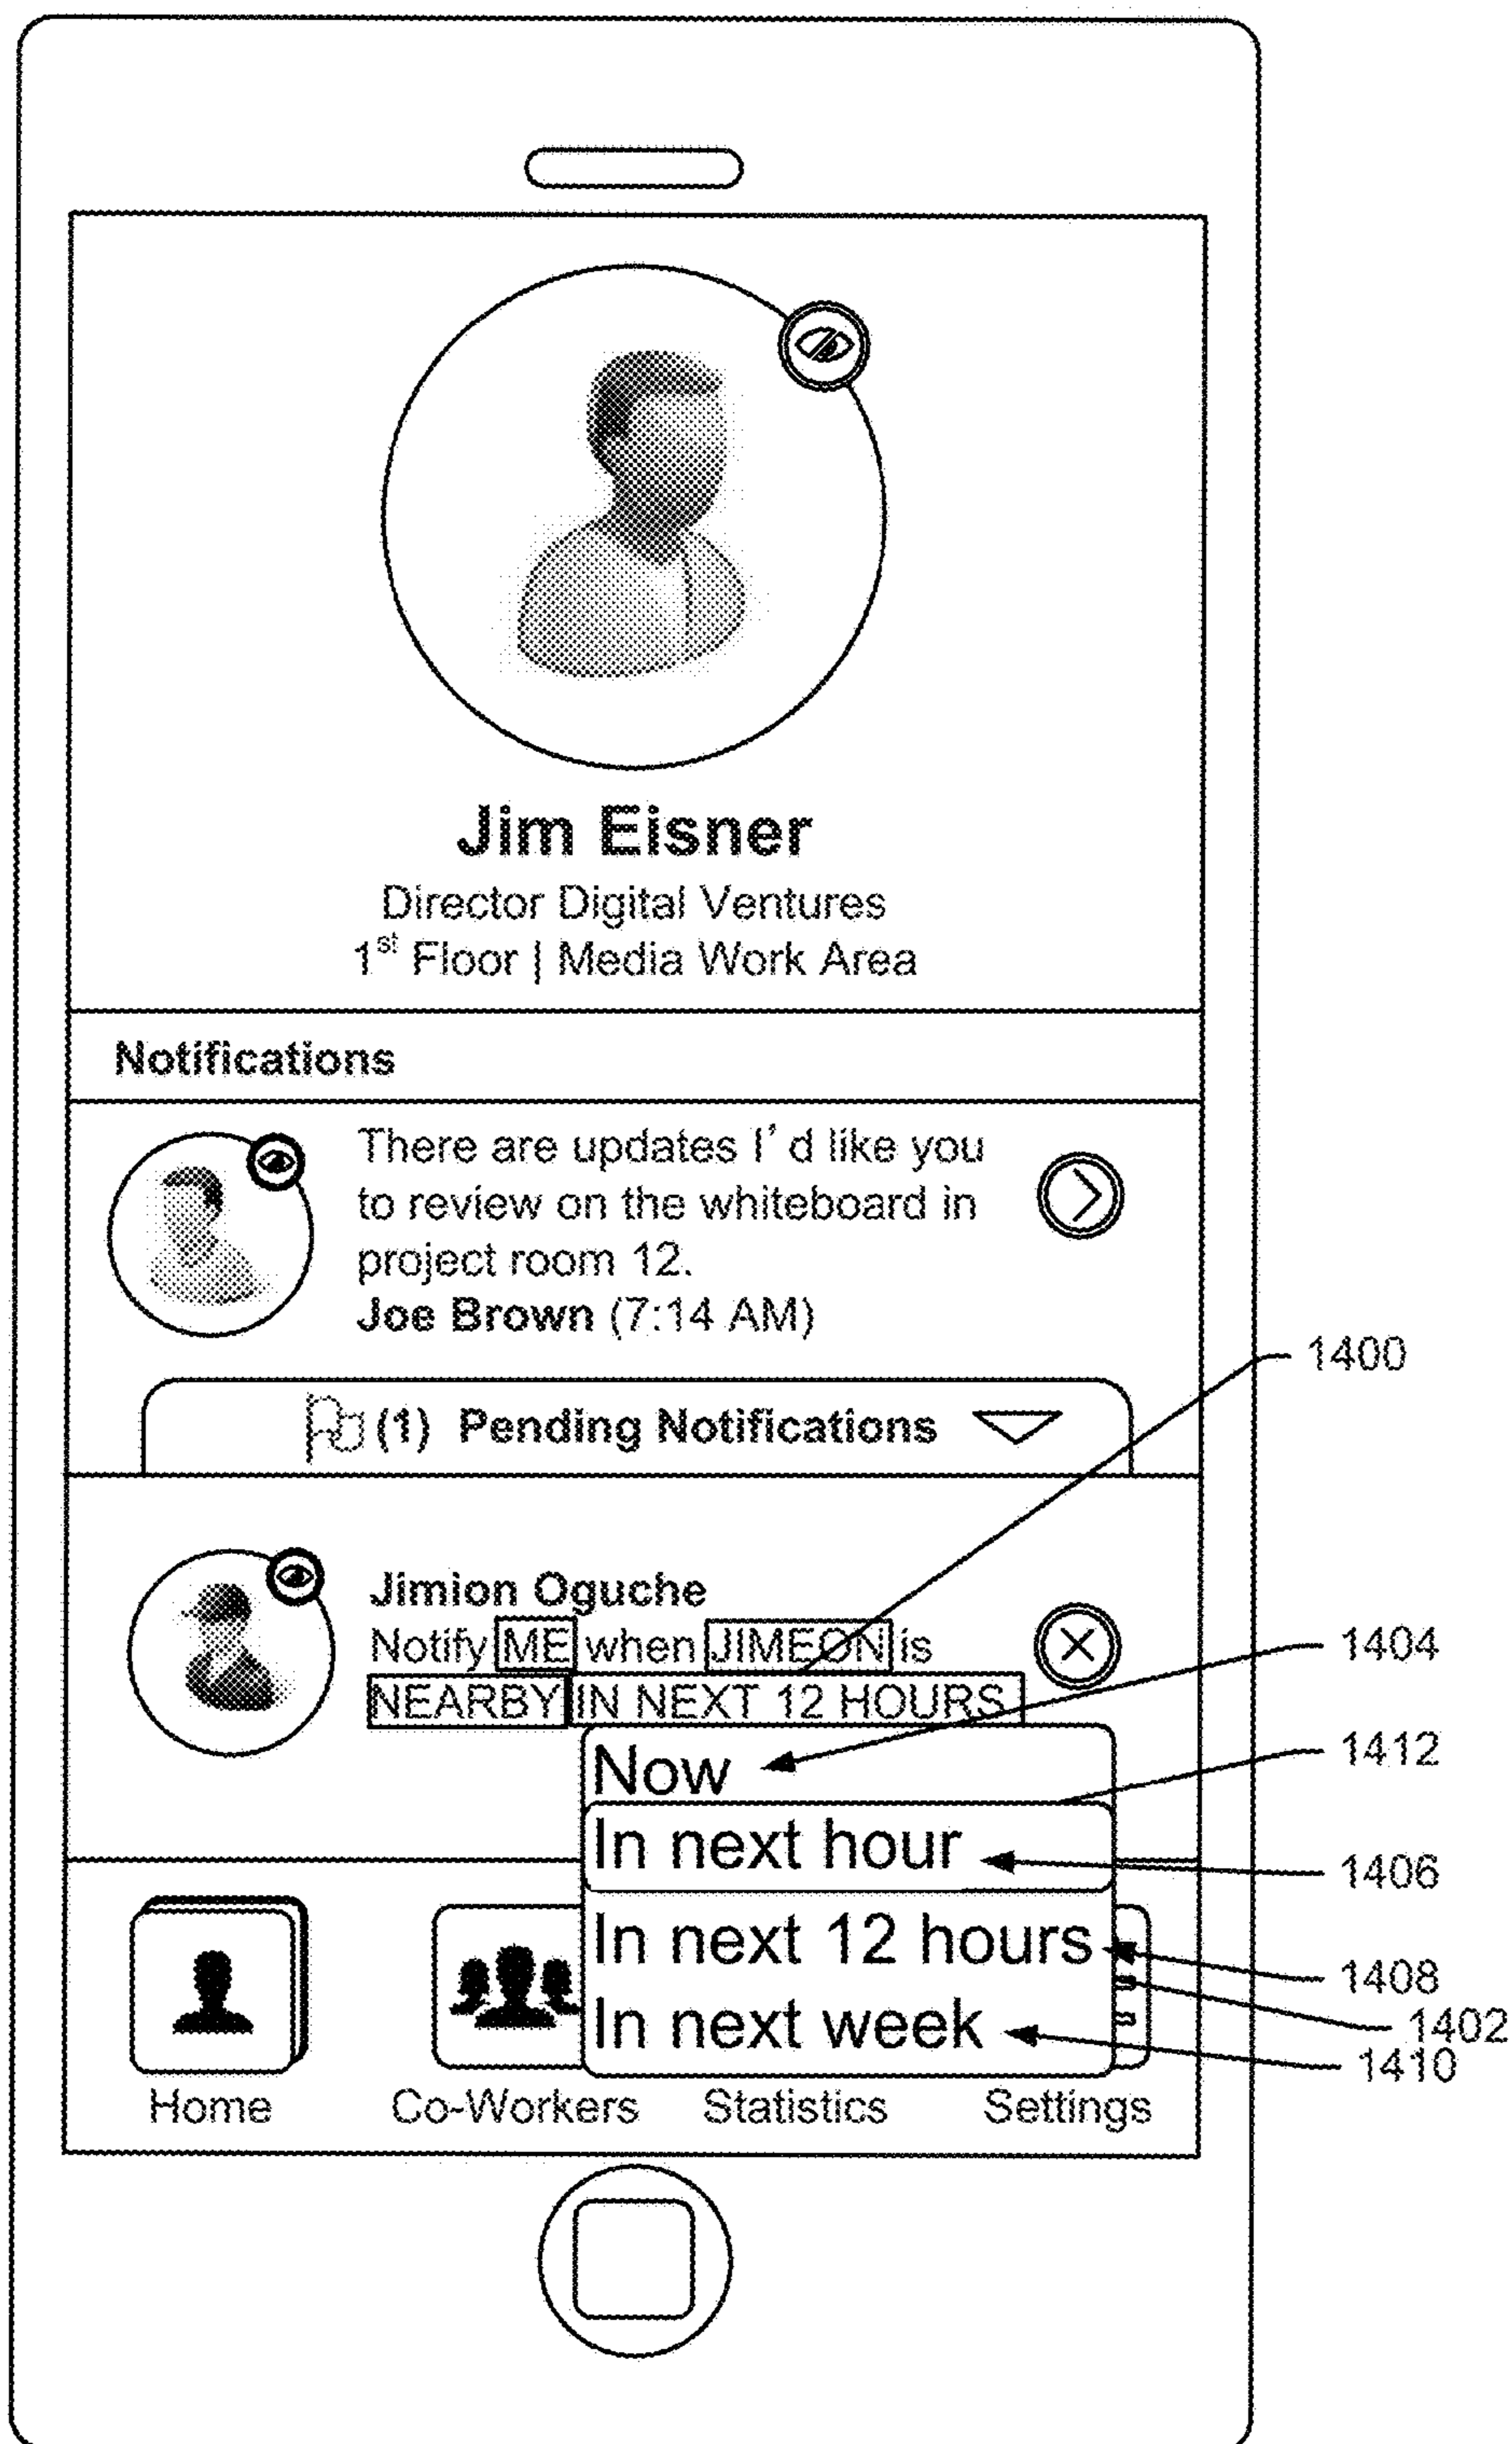 Jim Eisner
Director Digital Ventures
1st Floor | Media Work Area
Notifications
There are updates I' d like you
to review on the whiteboard in
project room 12.
Joe Brown (7:14 AM)
1400
(1) Pending Notifications
Jimion Oguche
Notify ME when JIMEON is
NEARBY IN NEXT 12 HOURS
1404
Now
1412
In next hour
1406
In next 12 hours
1408
1402
In next week
1410
Home Co-Workers Statistics Settings